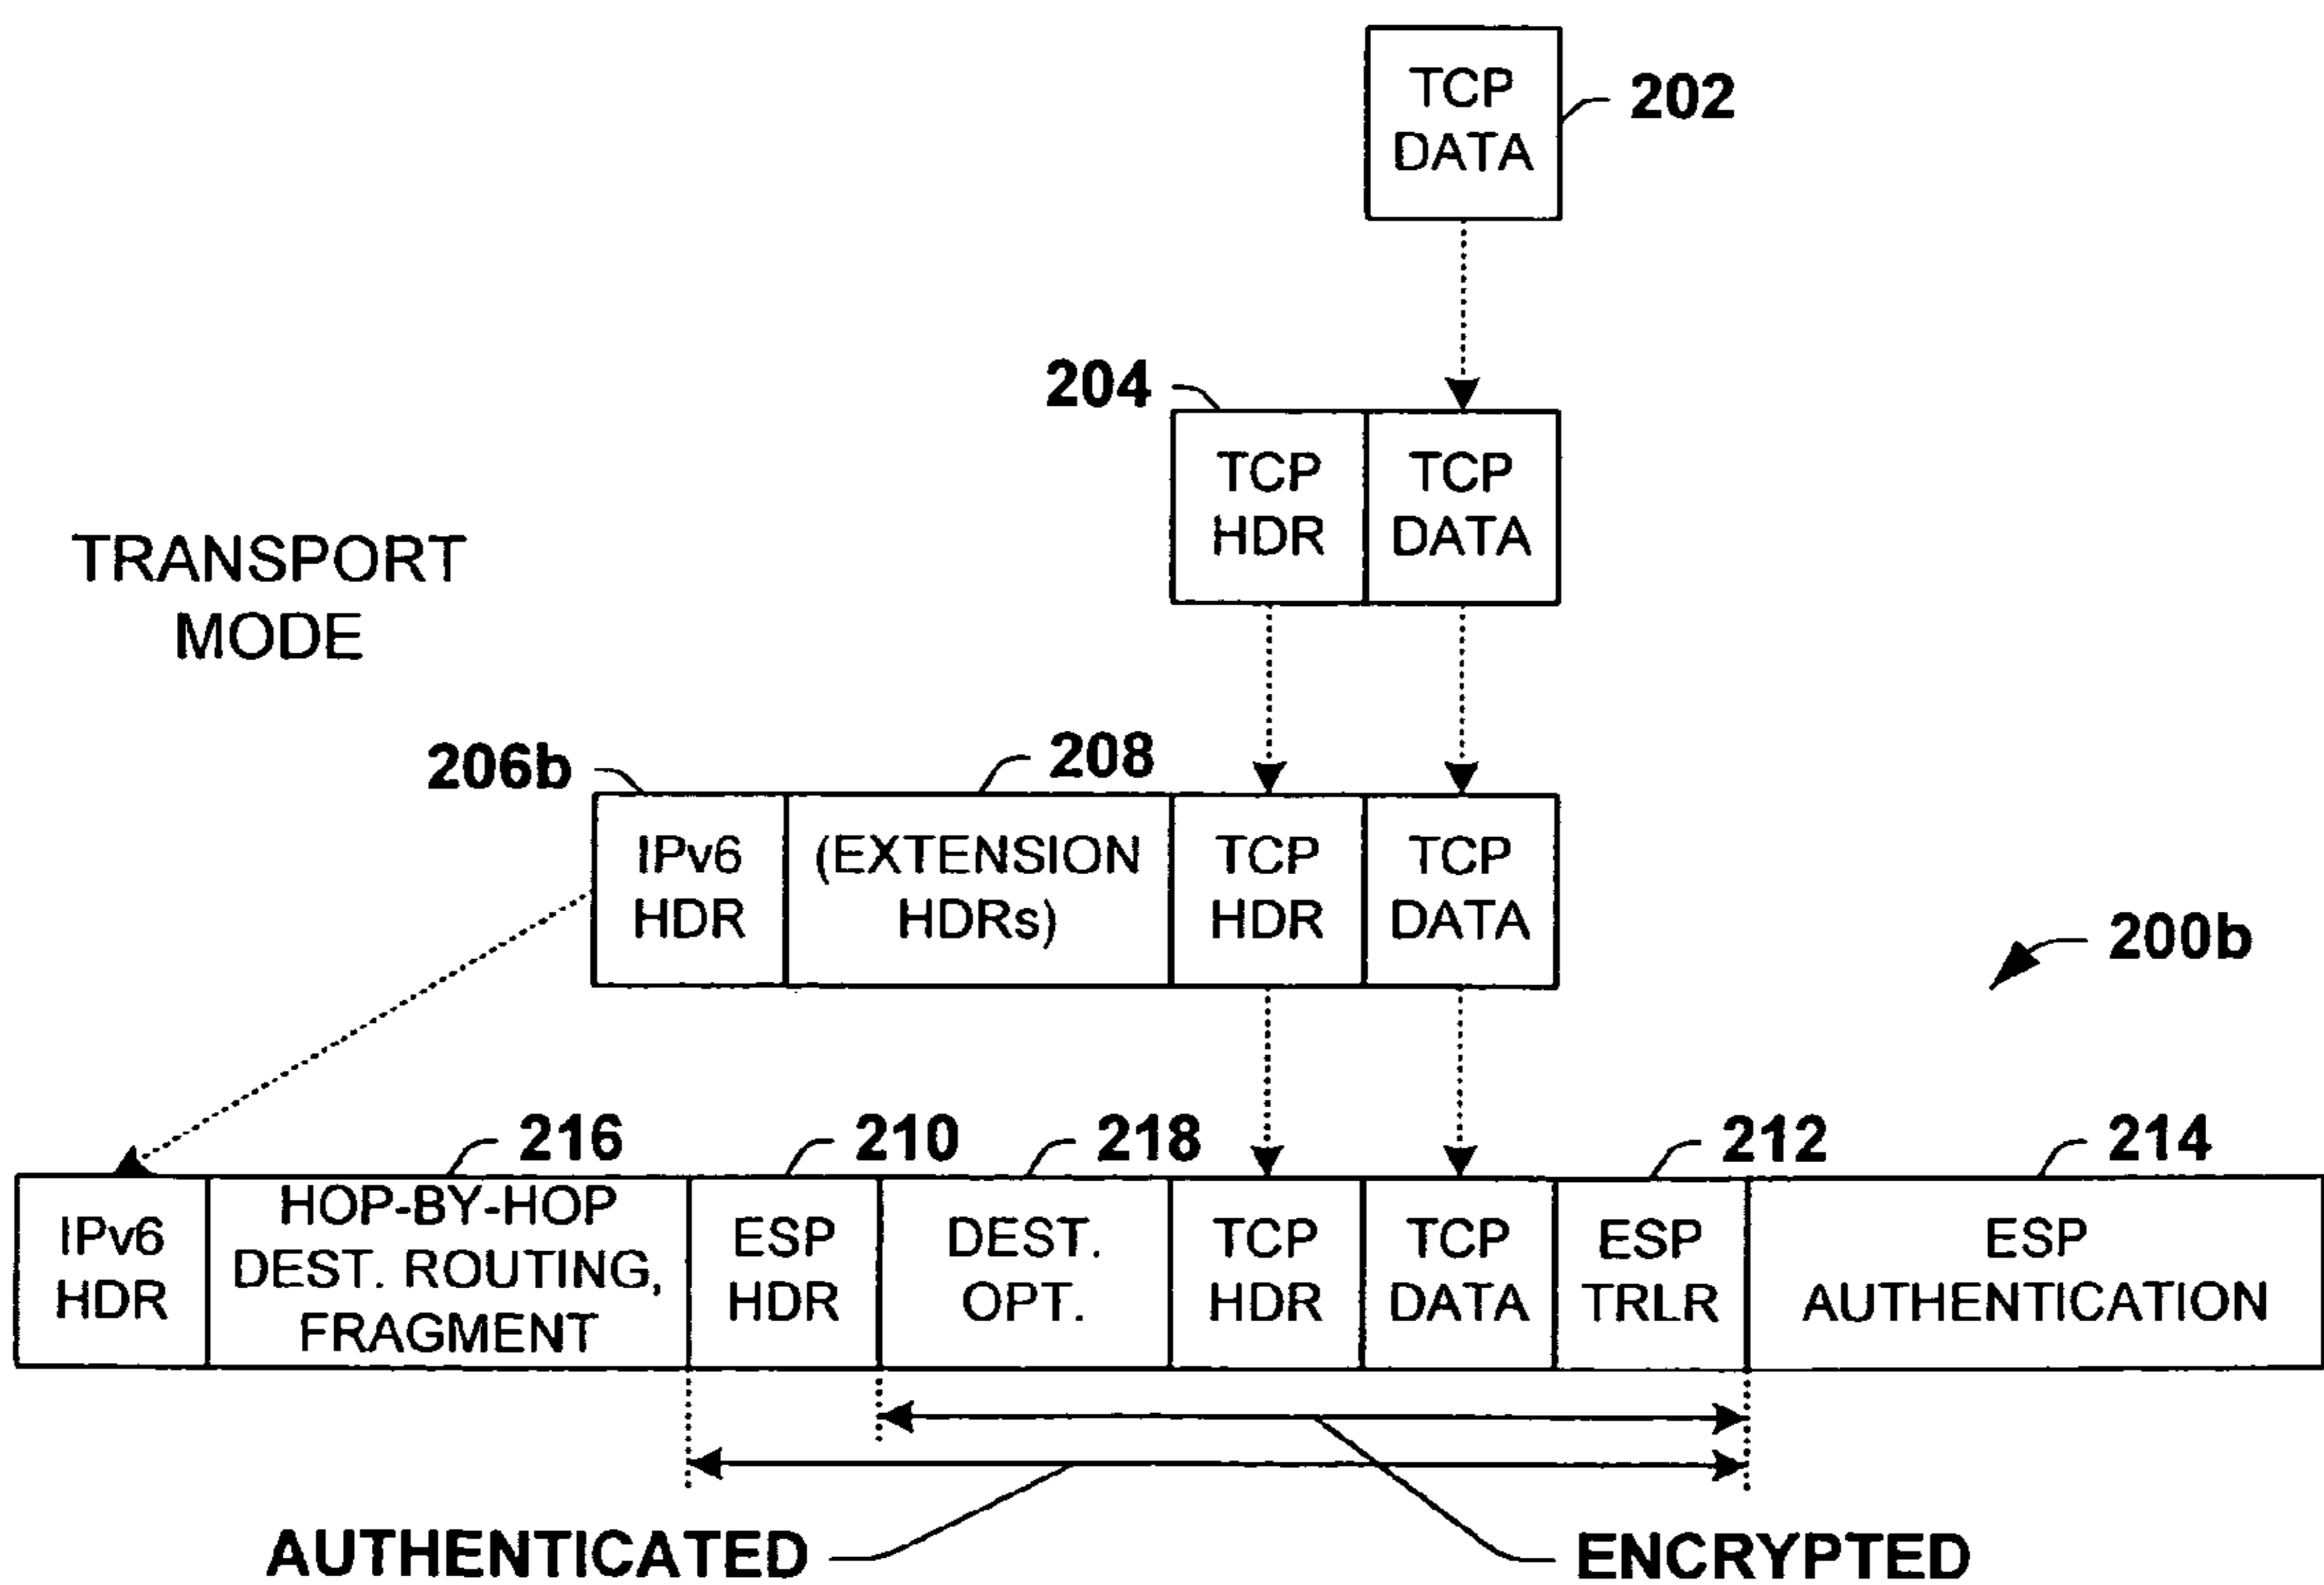 TCP
DATA
202
204
TCP
HDR
TCP
DATA
TRANSPORT
MODE
206b
208
IPv6
HDR
(EXTENSION
HDRs)
TCP
HDR
TCP
DATA
200b
216
210
218
212
214
IPv6
HDR
HOP-BY-HOP
DEST. ROUTING,
FRAGMENT
ESP
HDR
DEST.
OPT.
TCP
HDR
TCP
DATA
ESP
TRLR
ESP
AUTHENTICATION
AUTHENTICATED
ENCRYPTED